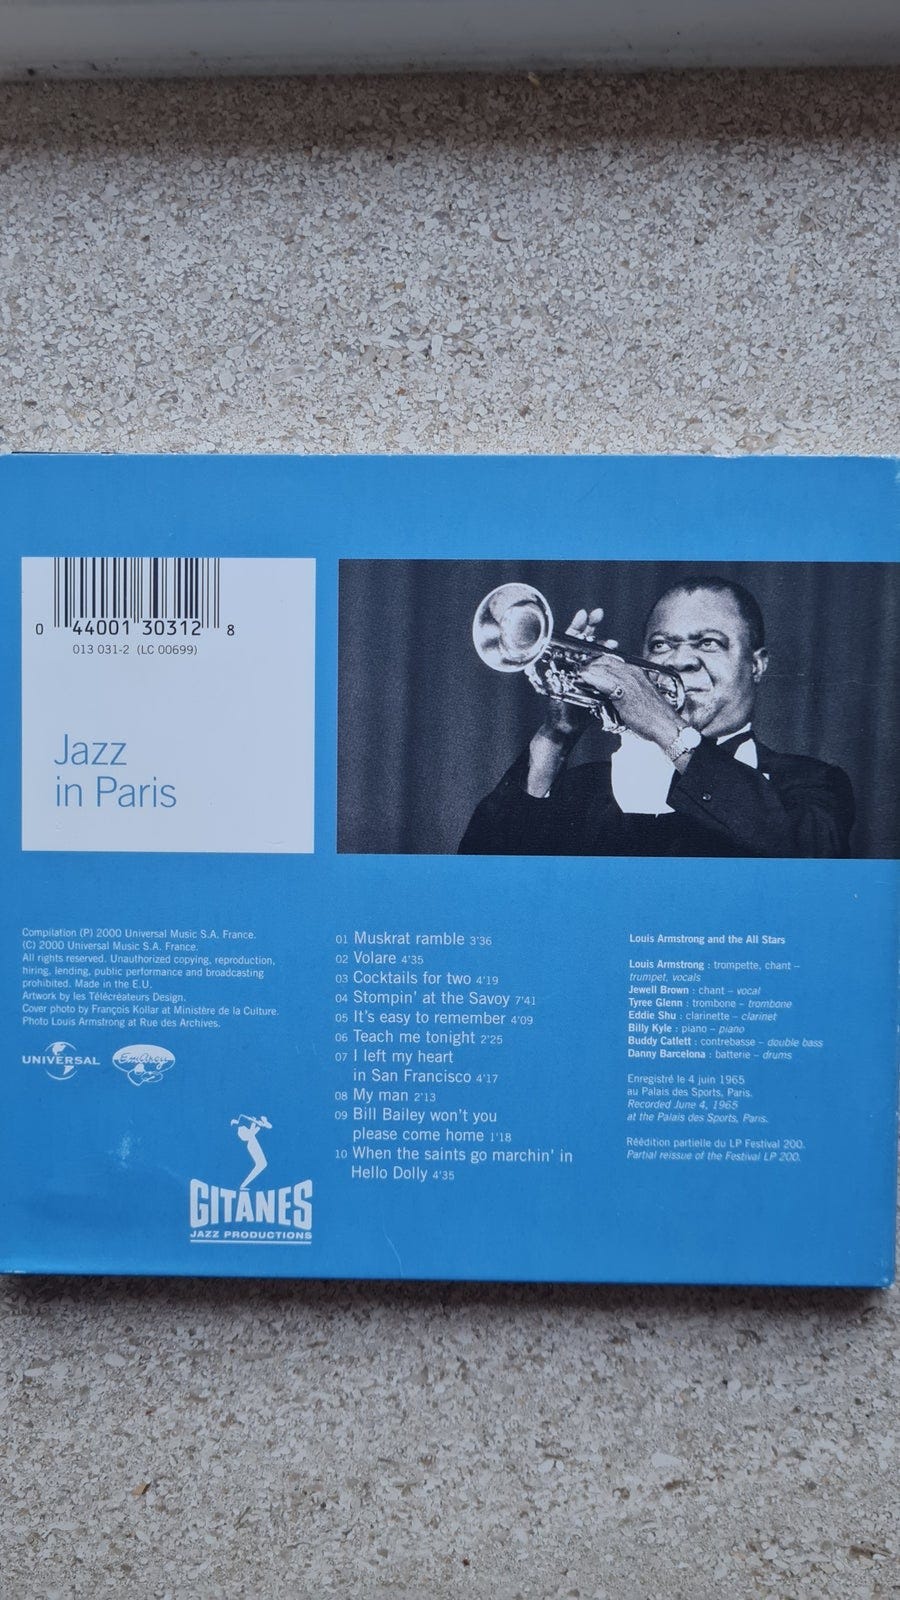 0 44001 30312 8
013 031-2 (LC 00699)
Jazz
in Paris
Compilation (P) 2000 Universal Music S.A. France.
(C) 2000 Universal Music S.A. France.
All rights reserved. Unauthorized copying, reproduction,
hiring, lending, public performance and broadcasting
prohibited. Made in the E.U.
Artwork by les Télécréateurs Design.
Cover photo by François Kollar at Ministère de la Culture.
Photo Louis Armstrong at Rue des Archives.
UNIVERSAL
EmArcy
GITANES
JAZZ PRODUCTIONS
01 Muskrat ramble 3'36
02 Volare 4'35
03 Cocktails for two 4'19
04 Stompin' at the Savoy 7'41
05 It's easy to remember 4'09
06 Teach me tonight 2'25
07 I left my heart
in San Francisco 4'17
08 My man 2'13
09 Bill Bailey won't you
please come home 1'18
10 When the saints go marchin' in
Hello Dolly 4'35
Louis Armstrong and the All Stars
Louis Armstrong : trompette, chant –
trumpet, vocals
Jewell Brown : chant – vocal
Tyree Glenn : trombone – trombone
Eddie Shu : clarinette – clarinet
Billy Kyle : piano – piano
Buddy Catlett : contrebasse – double bass
Danny Barcelona : batterie – drums
Enregistré le 4 juin 1965
au Palais des Sports, Paris.
Recorded June 4, 1965
at the Palais des Sports, Paris.
Réédition partielle du LP Festival 200.
Partial reissue of the Festival LP 200.